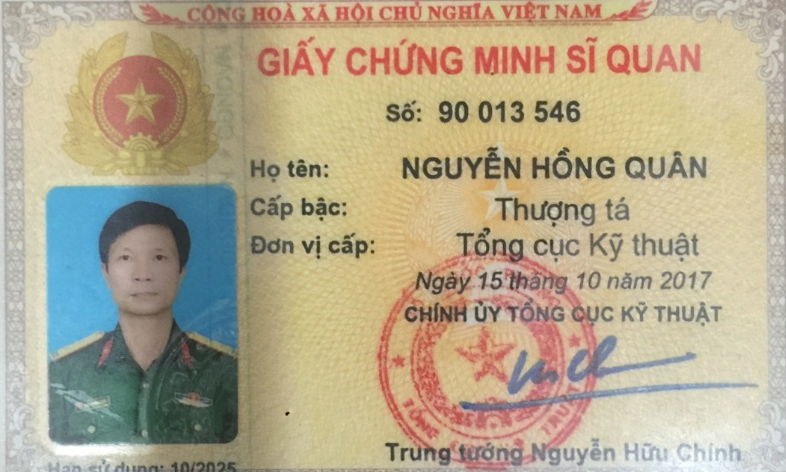 CỘNG HOÀ XÃ HỘI CHỦ NGHĨA VIỆT NAM
GIẤY CHỨNG MINH SĨ QUAN
Số: 90 013 546
Họ tên: NGUYỄN HỒNG QUÂN
Cấp bậc: Thượng tá
Đơn vị cấp: Tổng cục Kỹ thuật
Ngày 15 tháng 10 năm 2017
CHÍNH ỦY TỔNG CỤC KỸ THUẬT
Trung tướng Nguyễn Hữu Chính
Hạn sử dụng: 10/2025